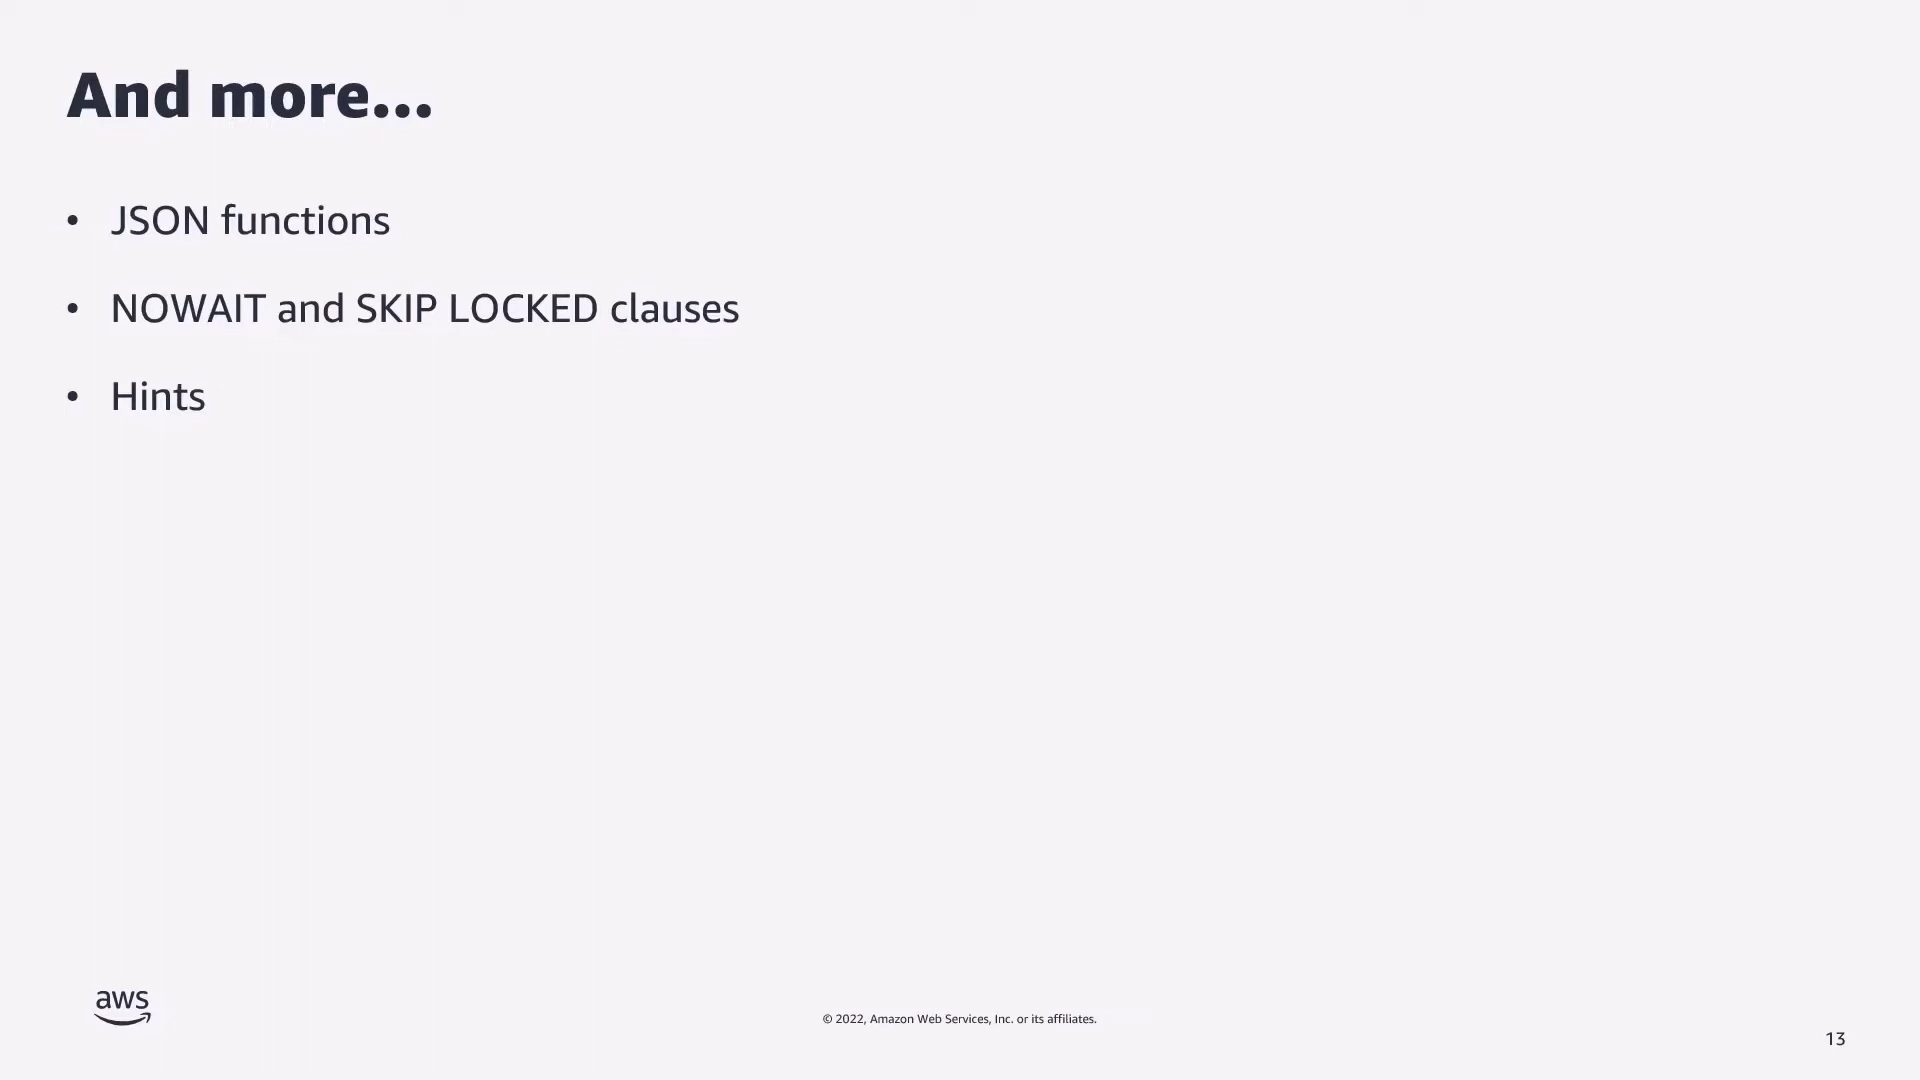 And more...
• JSON functions
• NOWAIT and SKIP LOCKED clauses
• Hints
aws
© 2022, Amazon Web Services, Inc. or its affiliates.
13